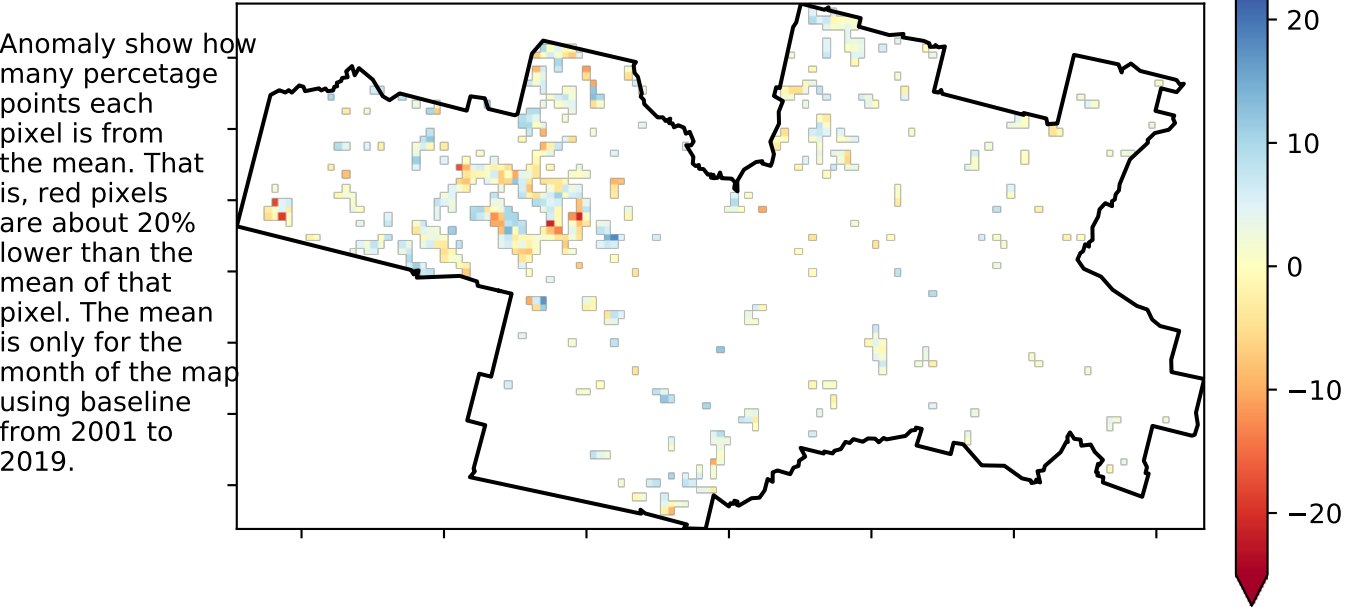 Anomaly show how
many percetage
points each
pixel is from
the mean. That
is, red pixels
are about 20%
lower than the
mean of that
pixel. The mean
is only for the
month of the map
using baseline
from 2001 to
2019.
20
10
0
−10
−20